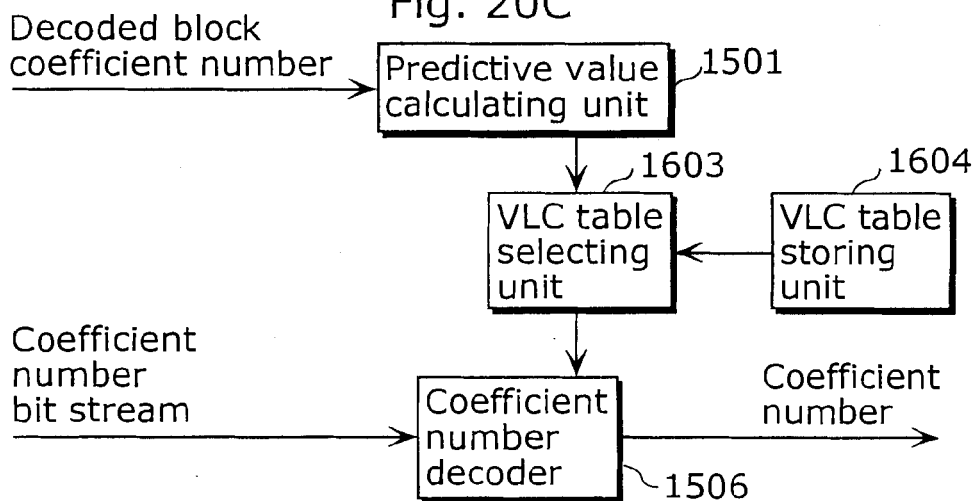 Fig. 20C
Decoded block
coefficient number
Predictive value
calculating unit
1501
1603
1604
VLC table
selecting
unit
VLC table
storing
unit
Coefficient
number
bit stream
Coefficient
number
decoder
Coefficient
number
1506